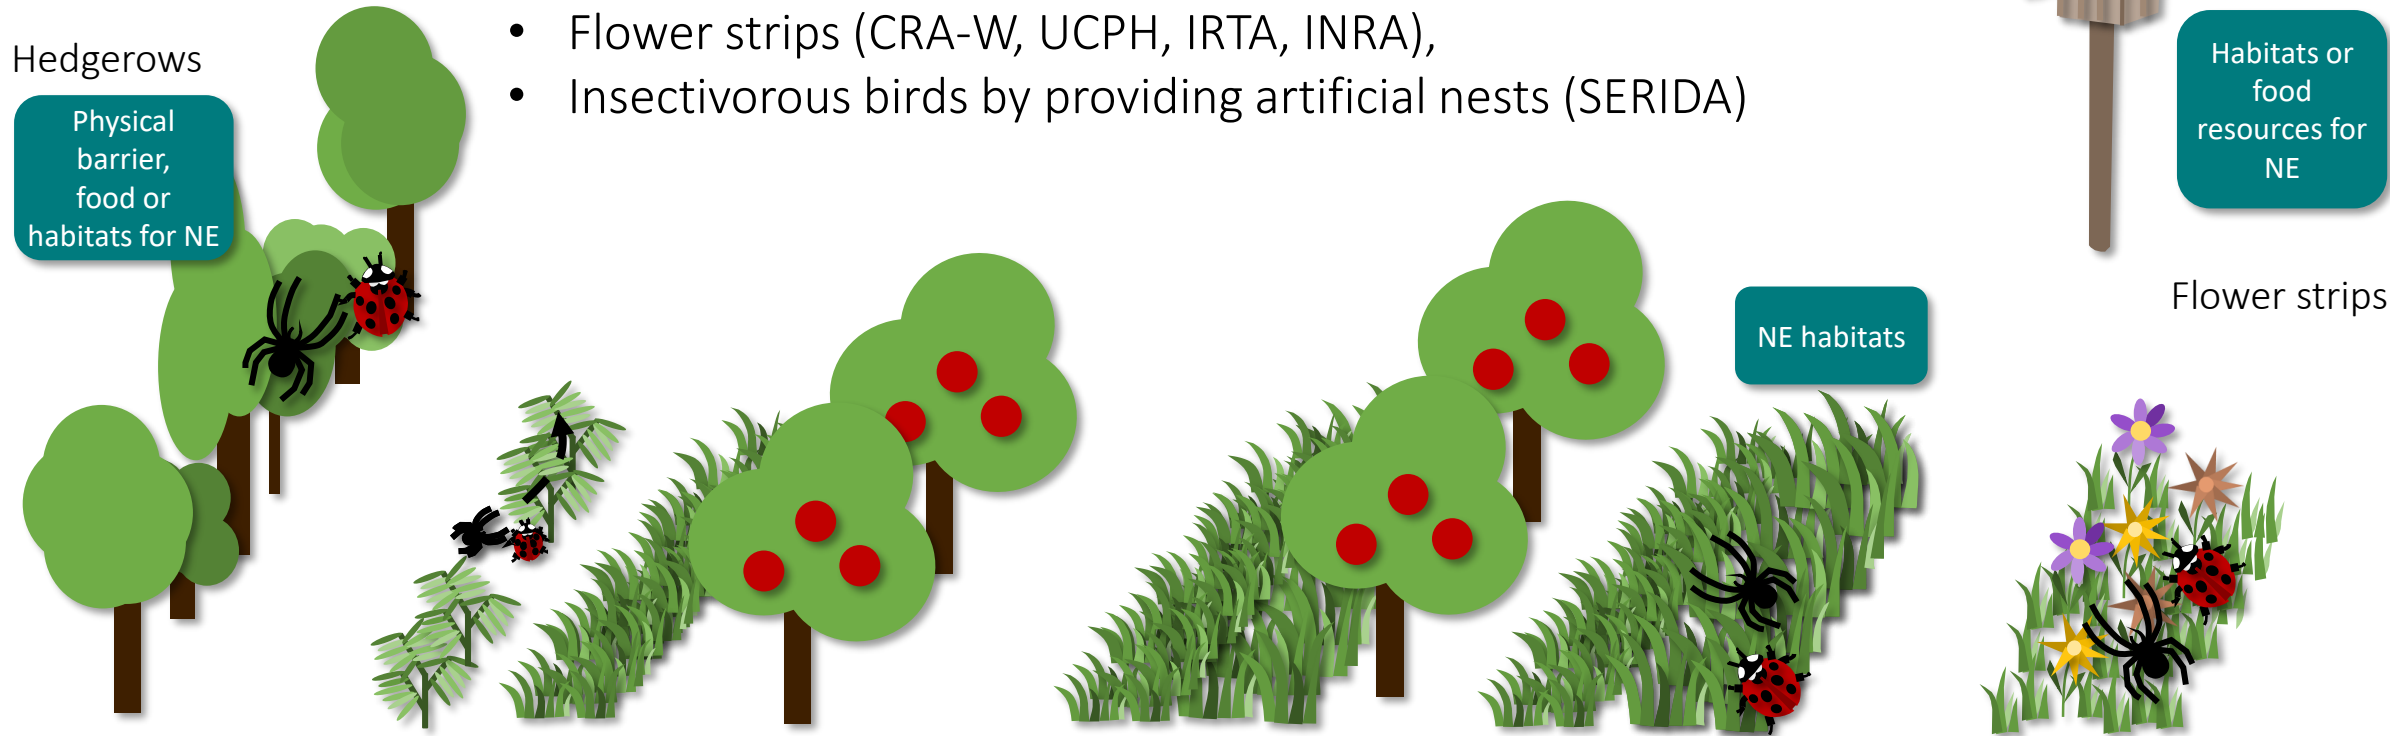 Hedgerows
Physical
barrier,
food or
habitats for NE
• Flower strips (CRA-W, UCPH, IRTA, INRA),
• Insectivorous birds by providing artificial nests (SERIDA)
Habitats or
food
resources for
NE
Flower strips
NE habitats